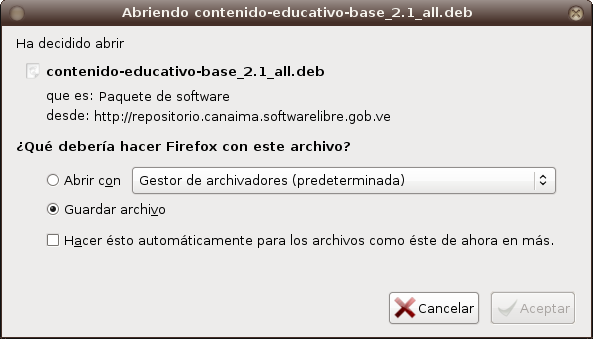 Abriendo contenido-educativo-base_2.1_all.deb
Ha decidido abrir
contenido-educativo-base_2.1_all.deb
que es: Paquete de software
desde: http://repositorio.canaima.softwarelibre.gob.ve
¿Qué debería hacer Firefox con este archivo?
Abrir con Gestor de archivadores (predeterminada)
Guardar archivo
Hacer ésto automáticamente para los archivos como éste de ahora en más.
Cancelar Aceptar